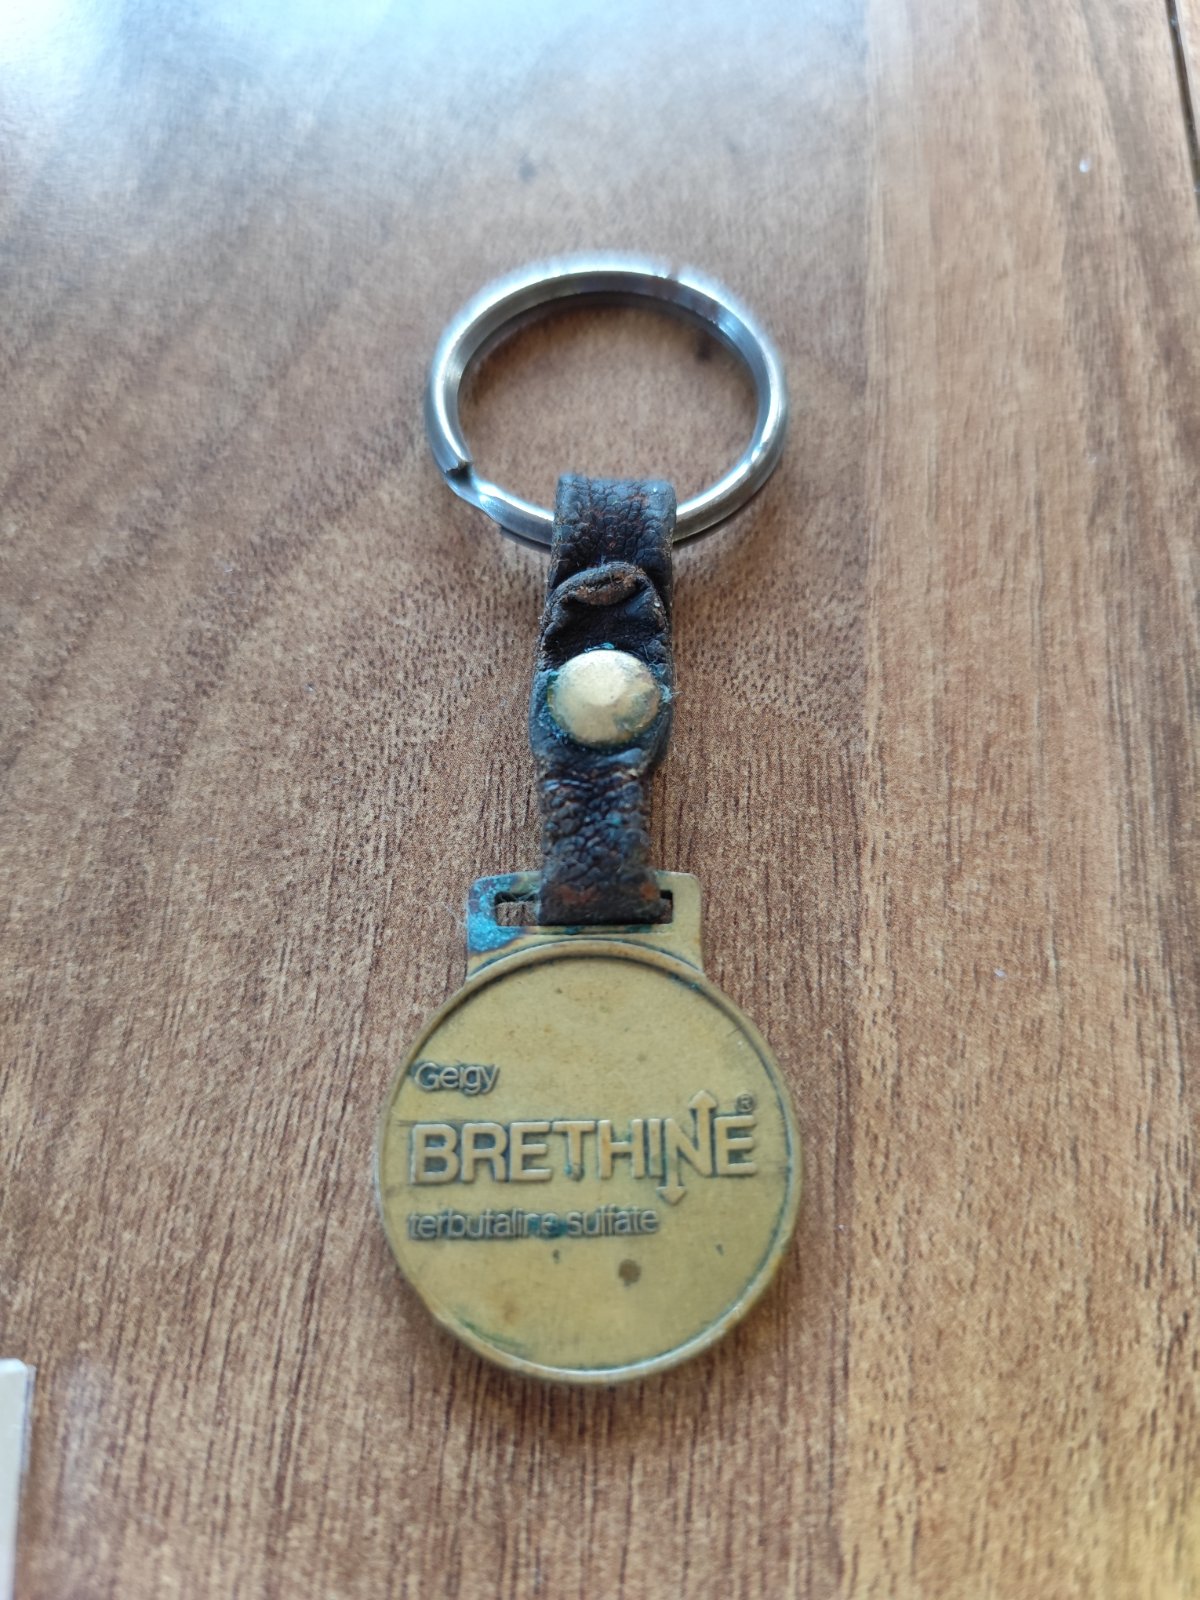 Geigy
BRETHINE®
terbutaline sulfate